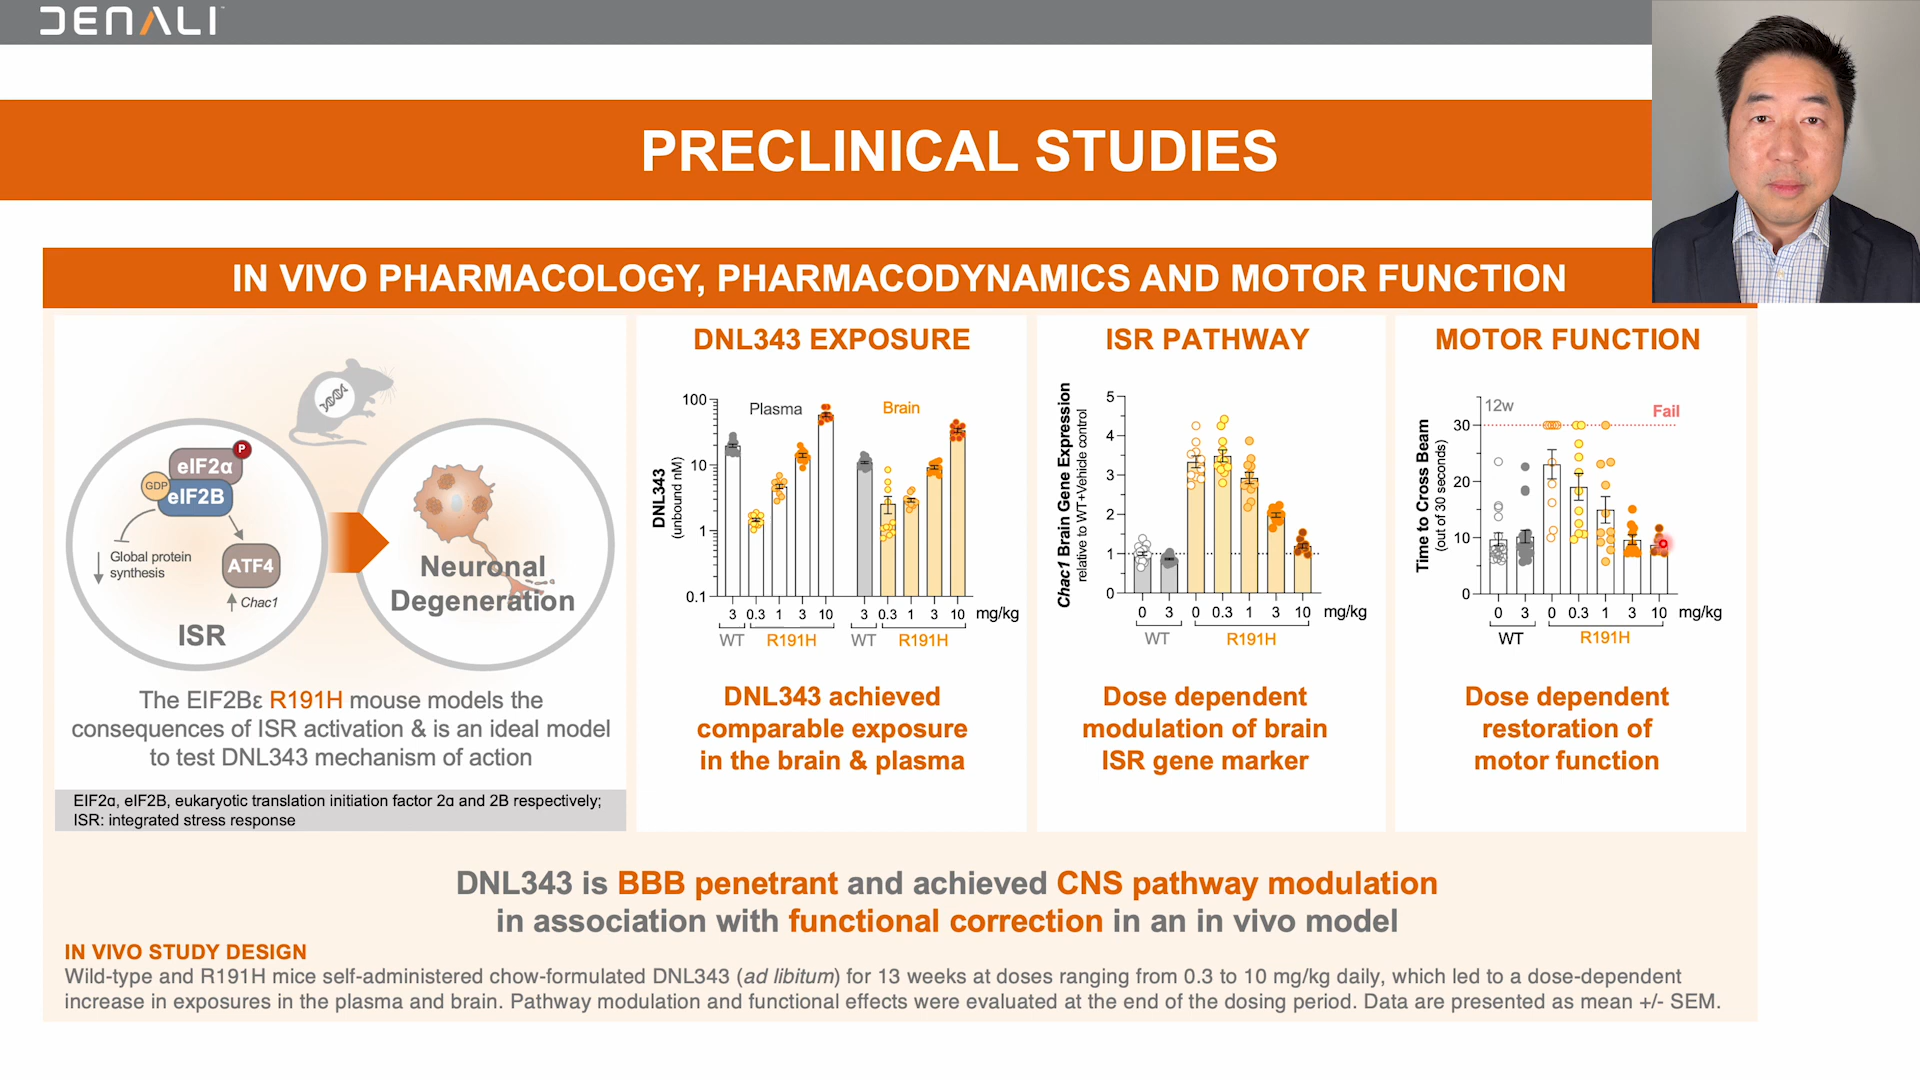 DENALI
PRECLINICAL STUDIES
IN VIVO PHARMACOLOGY, PHARMACODYNAMICS AND MOTOR FUNCTION
P
eIF2α
GDP
eIF2B
Global protein
synthesis
ATF4
Chac1
ISR
Neuronal
Degeneration
The EIF2Bε R191H mouse models the
consequences of ISR activation & is an ideal model
to test DNL343 mechanism of action
EIF2α, eIF2B, eukaryotic translation initiation factor 2α and 2B respectively;
ISR: integrated stress response
DNL343 EXPOSURE
DNL343
(unbound nM)
100
10
1
0.1
Plasma
Brain
3 0.3 1 3 10 3 0.3 1 3 10 mg/kg
WT R191H WT R191H
DNL343 achieved
comparable exposure
in the brain & plasma
ISR PATHWAY
Chac1 Brain Gene Expression
relative to WT+Vehicle control
5
4
3
2
1
0
0 3 0 0.3 1 3 10 mg/kg
WT R191H
Dose dependent
modulation of brain
ISR gene marker
MOTOR FUNCTION
Time to Cross Beam
(out of 30 seconds)
12w
Fail
30
20
10
0
0 3 0 0.3 1 3 10 mg/kg
WT R191H
Dose dependent
restoration of
motor function
DNL343 is BBB penetrant and achieved CNS pathway modulation
in association with functional correction in an in vivo model
IN VIVO STUDY DESIGN
Wild-type and R191H mice self-administered chow-formulated DNL343 (ad libitum) for 13 weeks at doses ranging from 0.3 to 10 mg/kg daily, which led to a dose-dependent
increase in exposures in the plasma and brain. Pathway modulation and functional effects were evaluated at the end of the dosing period. Data are presented as mean +/- SEM.